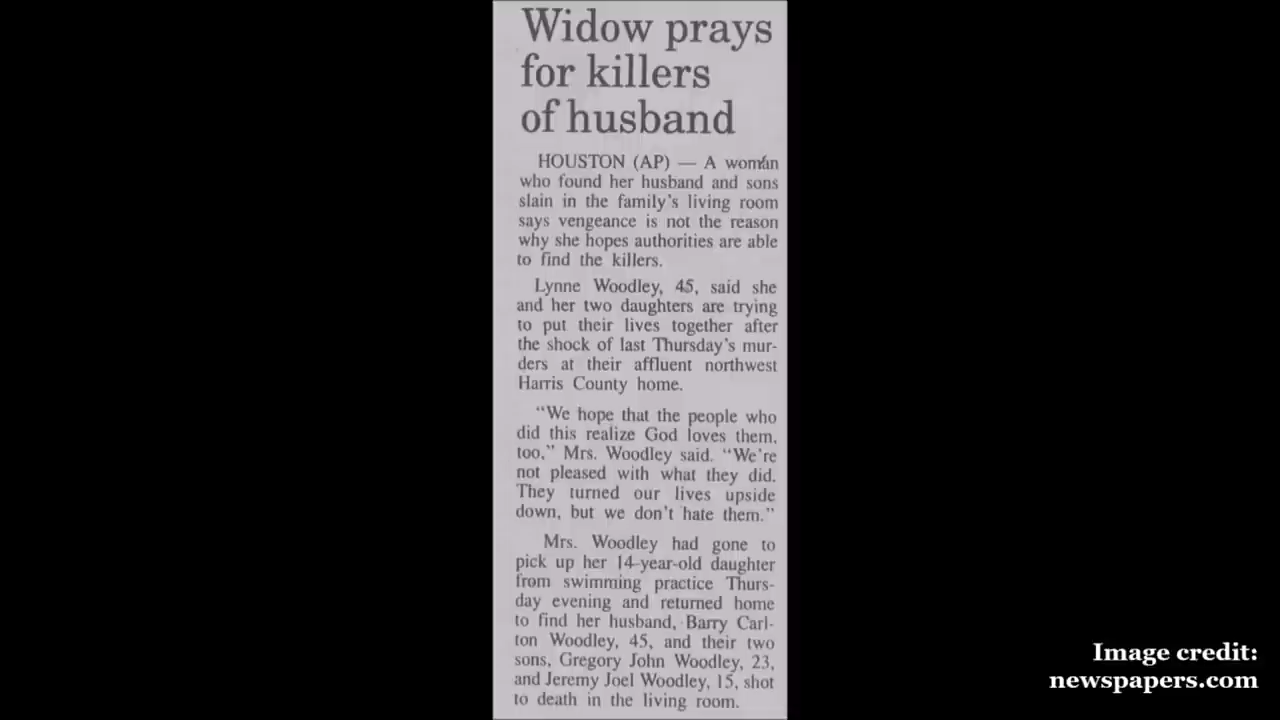 Widow prays
for killers
of husband
HOUSTON (AP) — A woman
who found her husband and sons
slain in the family's living room
says vengeance is not the reason
why she hopes authorities are able
to find the killers.
Lynne Woodley, 45, said she
and her two daughters are trying
to put their lives together after
the shock of last Thursday's mur-
ders at their affluent northwest
Harris County home.
"We hope that the people who
did this realize God loves them,
too," Mrs. Woodley said. "We're
not pleased with what they did.
They turned our lives upside
down, but we don't hate them."
Mrs. Woodley had gone to
pick up her 14-year-old daughter
from swimming practice Thurs-
day evening and returned home
to find her husband, Barry Carl-
ton Woodley, 45, and their two
sons, Gregory John Woodley, 23,
and Jeremy Joel Woodley, 15, shot
to death in the living room.
Image credit:
newspapers.com